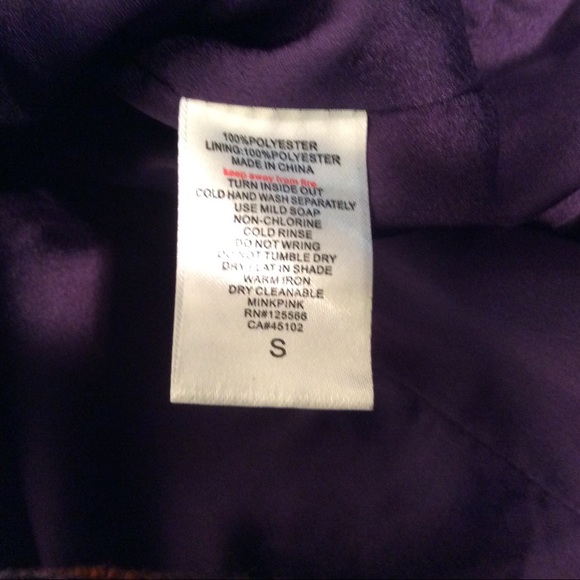 100%POLYESTER
LINING:100%POLYESTER
MADE IN CHINA
keep away from fire
TURN INSIDE OUT
COLD HAND WASH SEPARATELY
USE MILD SOAP
NON-CHLORINE
COLD RINSE
DO NOT WRING
DO NOT TUMBLE DRY
DRY FLAT IN SHADE
WARM IRON
DRY CLEANABLE
MINKPINK
RN#125566
CA#45102
S